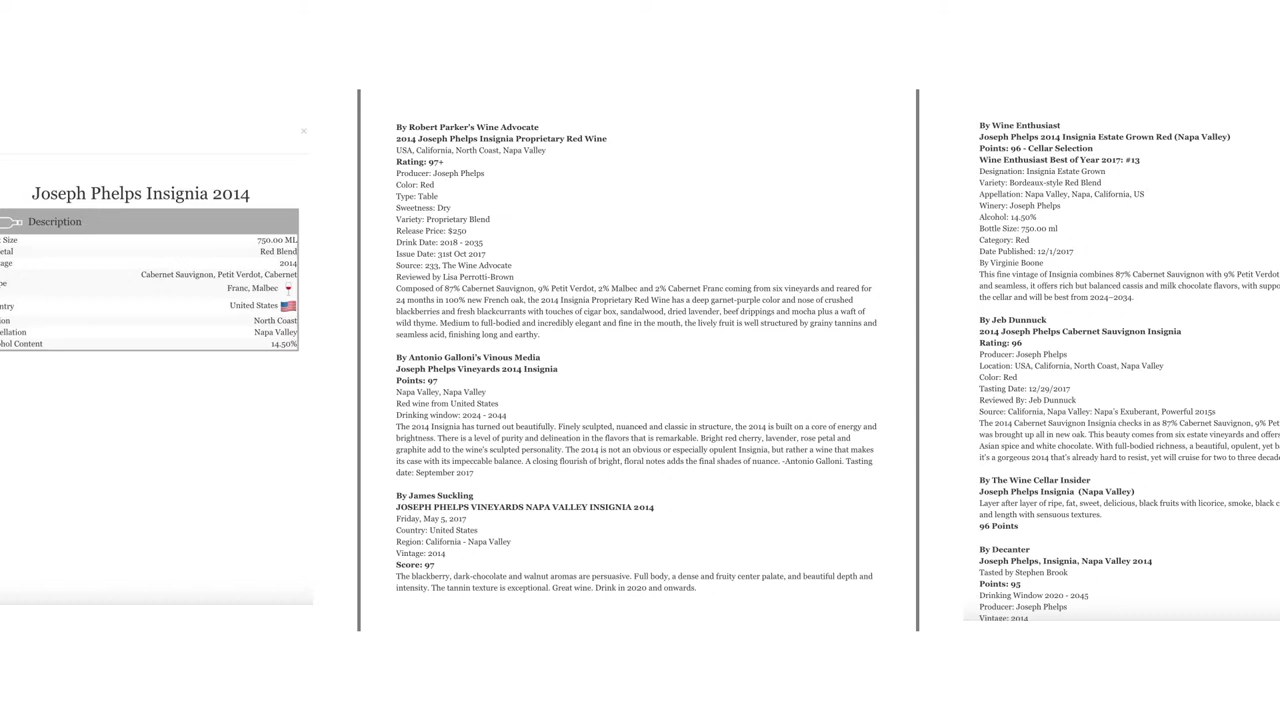 ×
Joseph Phelps Insignia 2014
Description
Size 750.00 ML
Red Blend
2014
Cabernet Sauvignon, Petit Verdot, Cabernet
Franc, Malbec
United States
North Coast
Napa Valley
Content 14.50%
By Robert Parker's Wine Advocate
2014 Joseph Phelps Insignia Proprietary Red Wine
USA, California, North Coast, Napa Valley
Rating: 97+
Producer: Joseph Phelps
Color: Red
Type: Table
Sweetness: Dry
Variety: Proprietary Blend
Release Price: $250
Drink Date: 2018 - 2035
Issue Date: 31st Oct 2017
Source: 233, The Wine Advocate
Reviewed by Lisa Perrotti-Brown
Composed of 87% Cabernet Sauvignon, 9% Petit Verdot, 2% Malbec and 2% Cabernet Franc coming from six vineyards and reared for
24 months in 100% new French oak, the 2014 Insignia Proprietary Red Wine has a deep garnet-purple color and nose of crushed
blackberries and fresh blackcurrants with touches of cigar box, sandalwood, dried lavender, beef drippings and mocha plus a waft of
wild thyme. Medium to full-bodied and incredibly elegant and fine in the mouth, the lively fruit is well structured by grainy tannins and
seamless acid, finishing long and earthy.
By Antonio Galloni's Vinous Media
Joseph Phelps Vineyards 2014 Insignia
Points: 97
Napa Valley, Napa Valley
Red wine from United States
Drinking window: 2024 - 2044
The 2014 Insignia has turned out beautifully. Finely sculpted, nuanced and classic in structure, the 2014 is built on a core of energy and
brightness. There is a level of purity and delineation in the flavors that is remarkable. Bright red cherry, lavender, rose petal and
graphite add to the wine's sculpted personality. The 2014 is not an obvious or especially opulent Insignia, but rather a wine that makes
its case with its impeccable balance. A closing flourish of bright, floral notes adds the final shades of nuance. -Antonio Galloni. Tasting
date: September 2017
By James Suckling
JOSEPH PHELPS VINEYARDS NAPA VALLEY INSIGNIA 2014
Friday, May 5, 2017
Country: United States
Region: California - Napa Valley
Vintage: 2014
Score: 97
The blackberry, dark-chocolate and walnut aromas are persuasive. Full body, a dense and fruity center palate, and beautiful depth and
intensity. The tannin texture is exceptional. Great wine. Drink in 2020 and onwards.
By Wine Enthusiast
Joseph Phelps 2014 Insignia Estate Grown Red (Napa Valley)
Points: 96 - Cellar Selection
Wine Enthusiast Best of Year 2017: #13
Designation: Insignia Estate Grown
Variety: Bordeaux-style Red Blend
Appellation: Napa Valley, Napa, California, US
Winery: Joseph Phelps
Alcohol: 14.50%
Bottle Size: 750.00 ml
Category: Red
Date Published: 12/1/2017
By Virginie Boone
This fine vintage of Insignia combines 87% Cabernet Sauvignon with 9% Petit Verdot
and seamless, it offers rich but balanced cassis and milk chocolate flavors, with
the cellar and will be best from 2024–2034.
By Jeb Dunnuck
2014 Joseph Phelps Cabernet Sauvignon Insignia
Rating: 96
Producer: Joseph Phelps
Location: USA, California, North Coast, Napa Valley
Color: Red
Tasting Date: 12/29/2017
Reviewed By: Jeb Dunnuck
Source: California, Napa Valley: Napa's Exuberant, Powerful 2015s
The 2014 Cabernet Sauvignon Insignia checks in as 87% Cabernet Sauvignon, 9%
was brought up all in new oak. This beauty comes from six estate vineyards and offers
Asian spice and white chocolate. With full-bodied richness, a beautiful, opulent, yet
it's a gorgeous 2014 that's already hard to resist, yet will cruise for two to three
By The Wine Cellar Insider
Joseph Phelps Insignia (Napa Valley)
Layer after layer of ripe, fat, sweet, delicious, black fruits with licorice, smoke, black
and length with sensuous textures.
96 Points
By Decanter
Joseph Phelps, Insignia, Napa Valley 2014
Tasted by Stephen Brook
Points: 95
Drinking Window 2020 - 2045
Producer: Joseph Phelps
Vintage: 2014